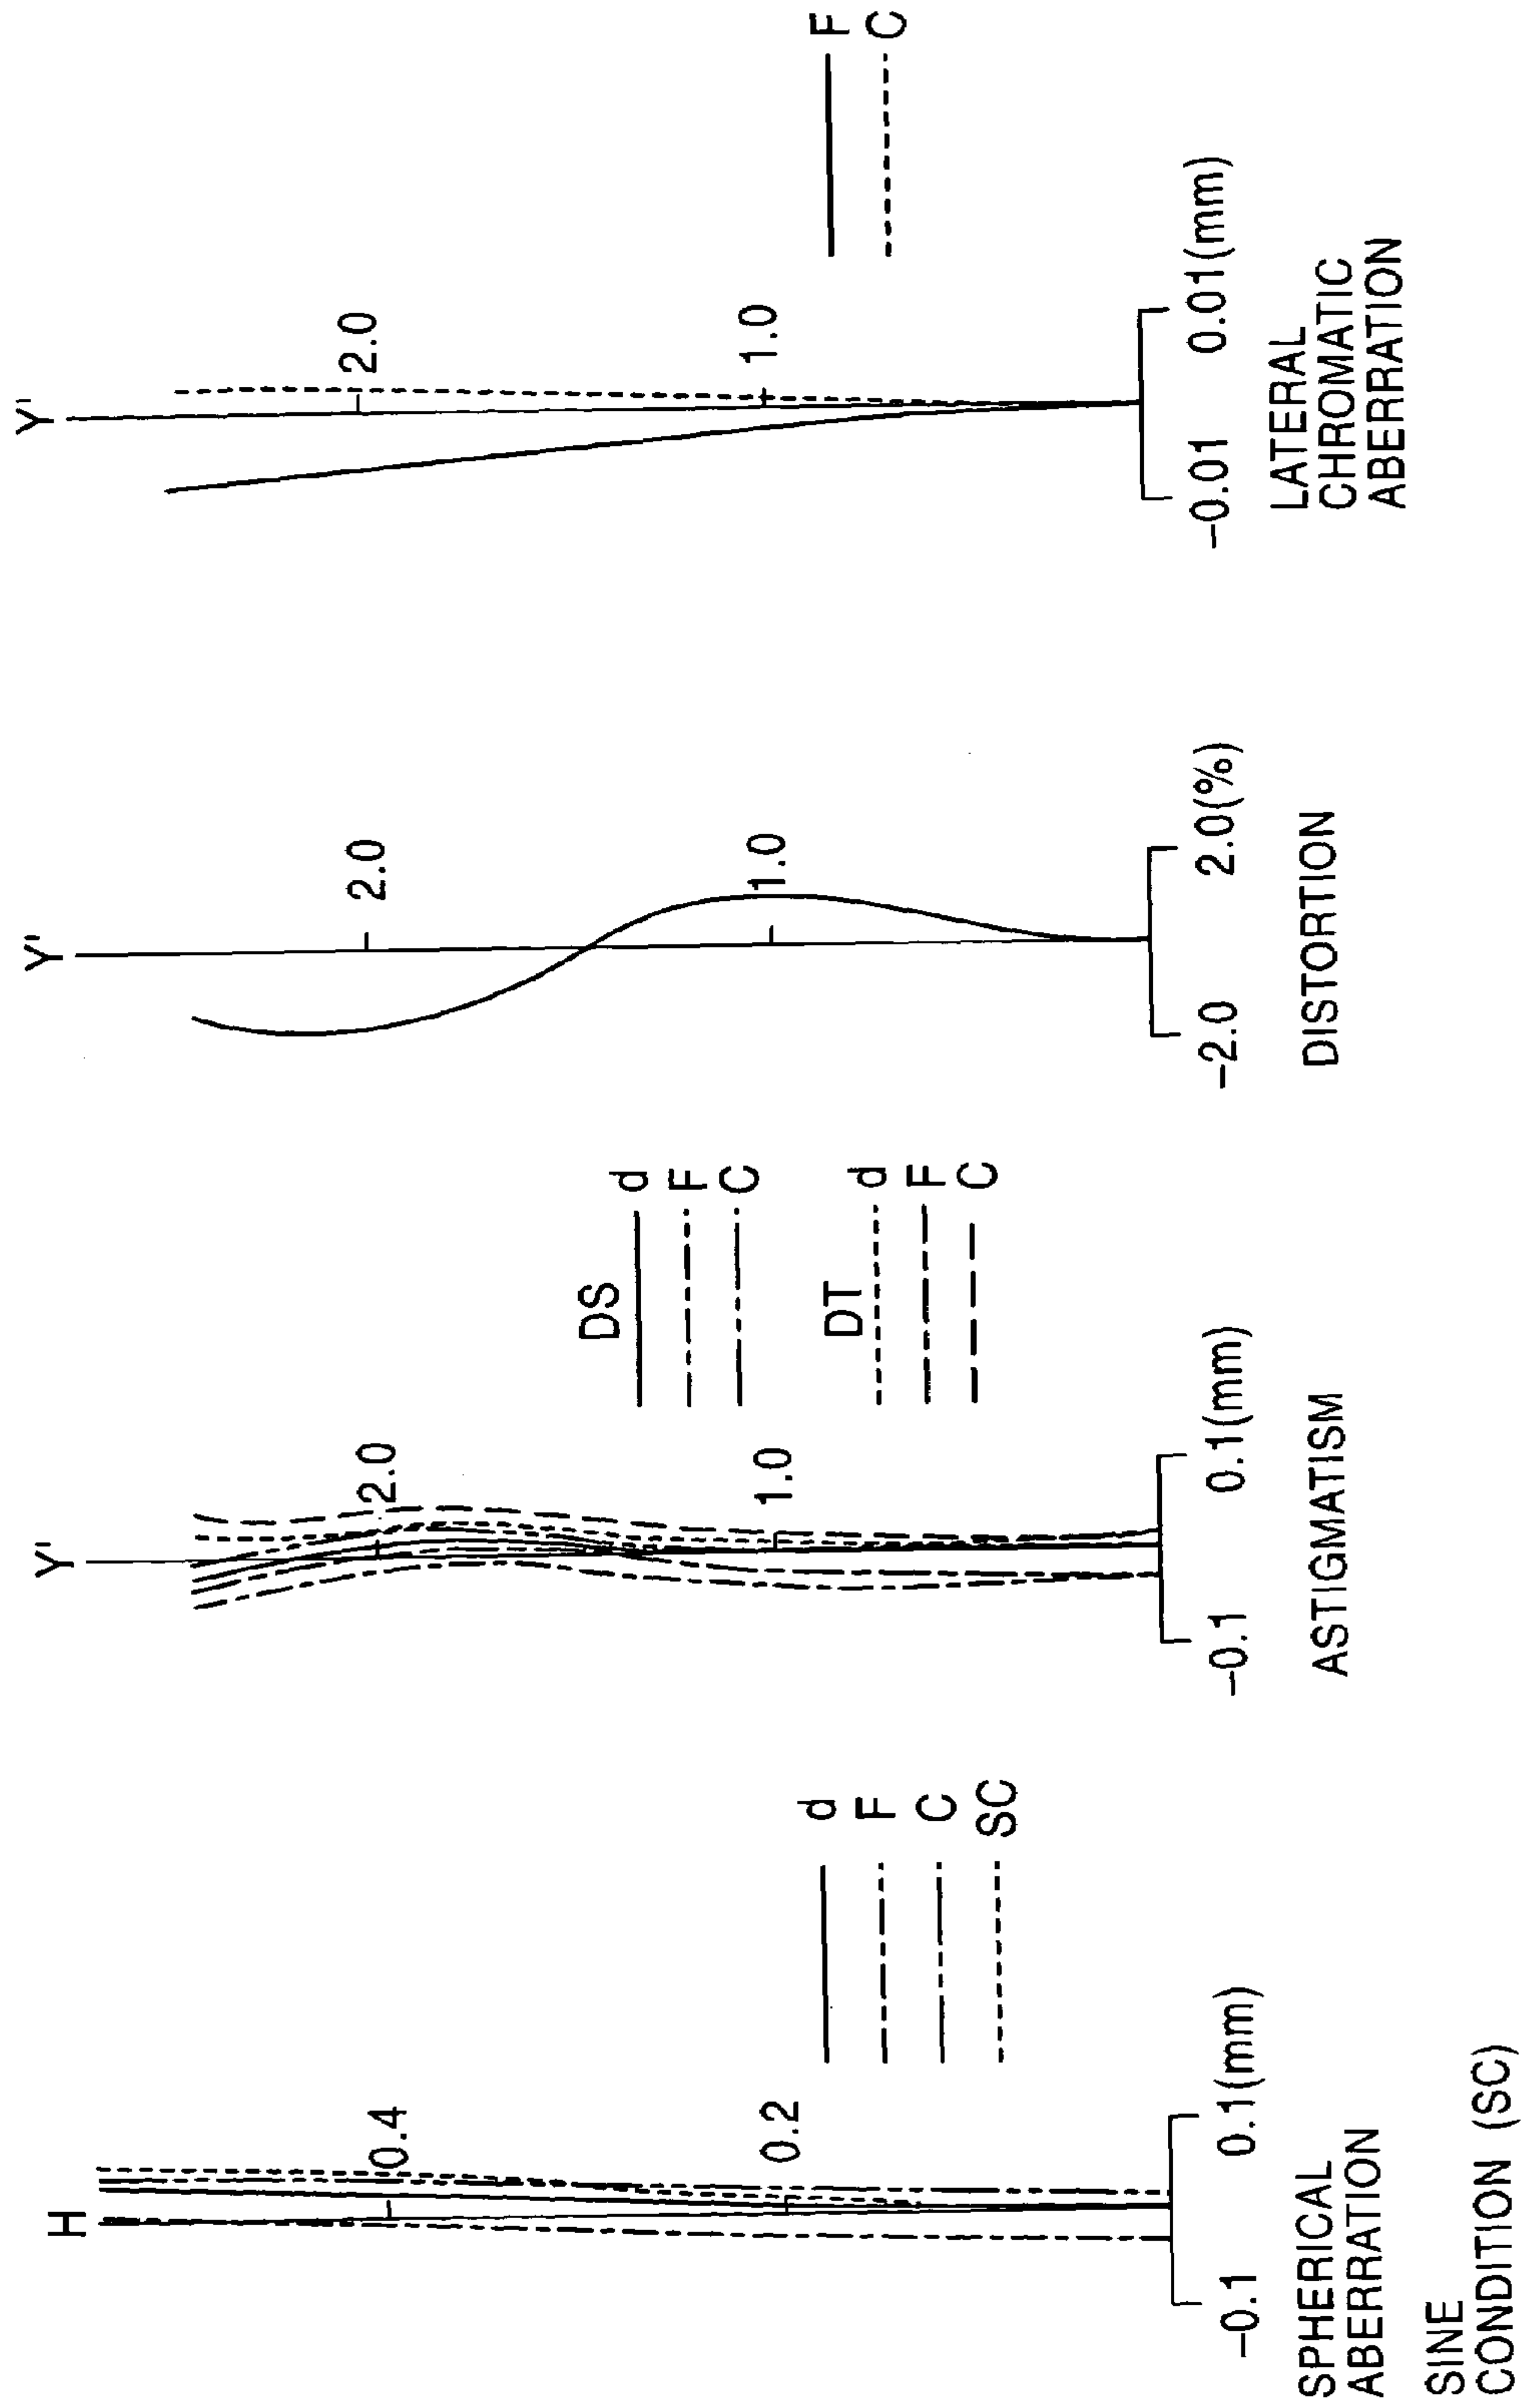 H
0.4
0.2
-0.1
0.1(mm)
SPHERICAL
ABERRATION
SINE
CONDITION (SC)
d
F
C
SC
Y'
2.0
1.0
-0.1
0.1(mm)
ASTIGMATISM
DS
d
F
C
DT
d
F
C
Y'
2.0
1.0
-2.0
2.0(%)
DISTORTION
Y'
2.0
1.0
-0.01
0.01(mm)
LATERAL
CHROMATIC
ABERRATION
F
C